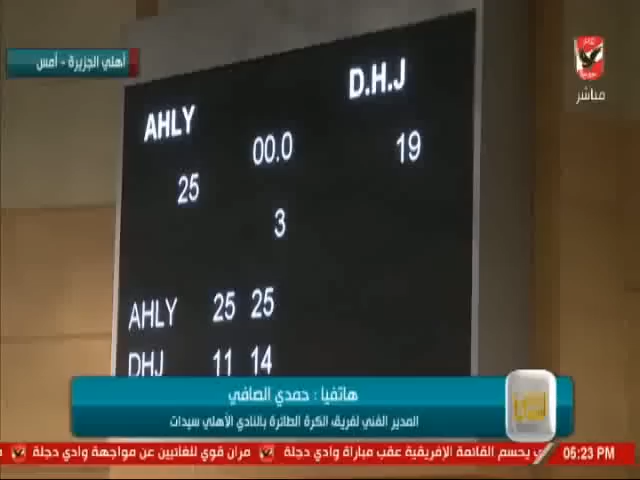 أهلي الجزيرة - أمس
مباشر
AHLY D.H.J
25 00.0 19
3
AHLY 25 25
DHJ 11 14
هاتفيا : حمدي الصافي
المدير الفني لفريق الكرة الطائرة بالنادي الأهلي سيدات
ي يحسم القائمة الإفريقية عقب مباراة وادي دجلة مران قوي للغائبين عن مواجهة وادي دجلة
05:23 PM